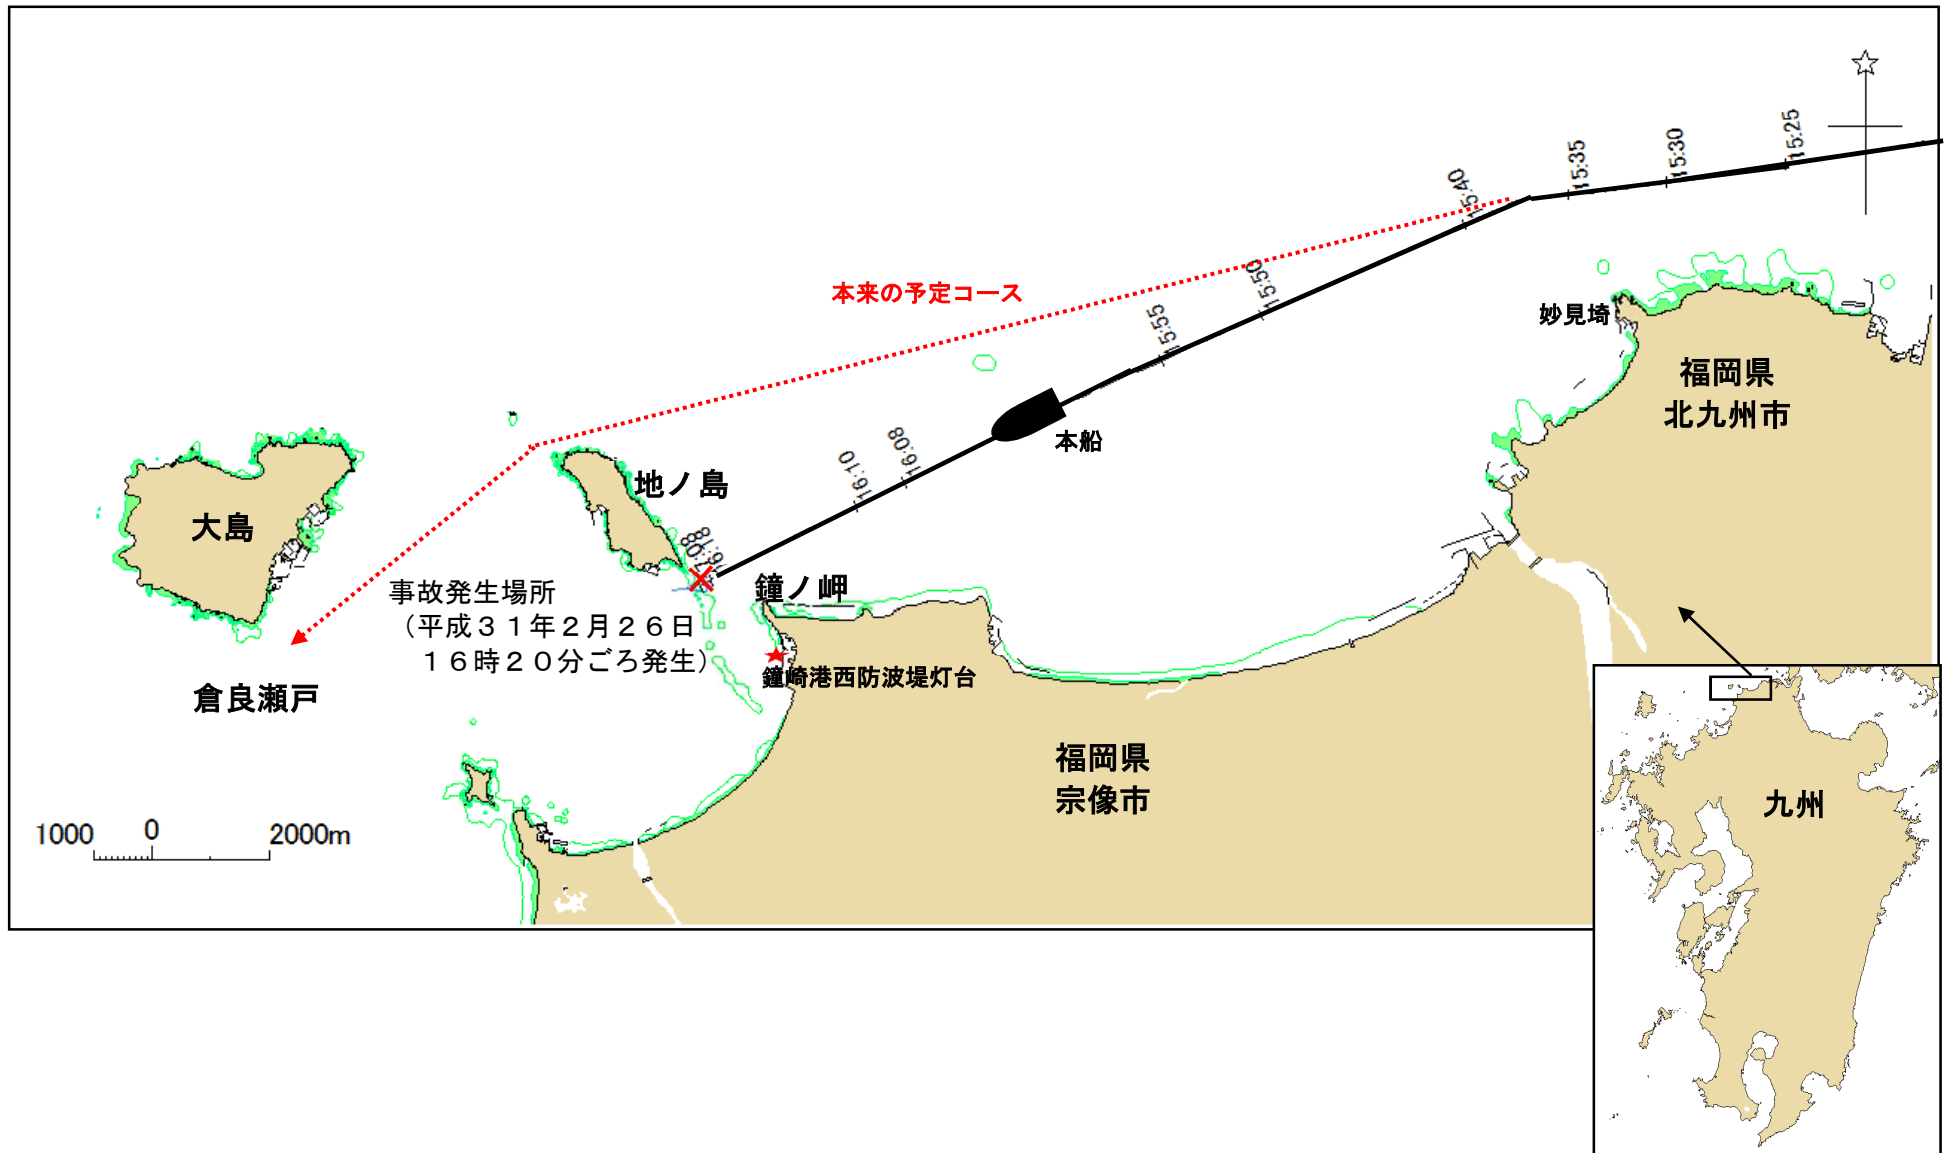 15:25
15:30
15:35
15:40
本来の予定コース
15:50
妙見埼
15:55
福岡県
北九州市
本船
16:08
16:10
地ノ島
大島
16:18
鐘ノ岬
事故発生場所
（平成３１年２月２６日
１６時２０分ごろ発生）
鐘崎港西防波堤灯台
倉良瀬戸
福岡県
宗像市
九州
1000 0 2000m